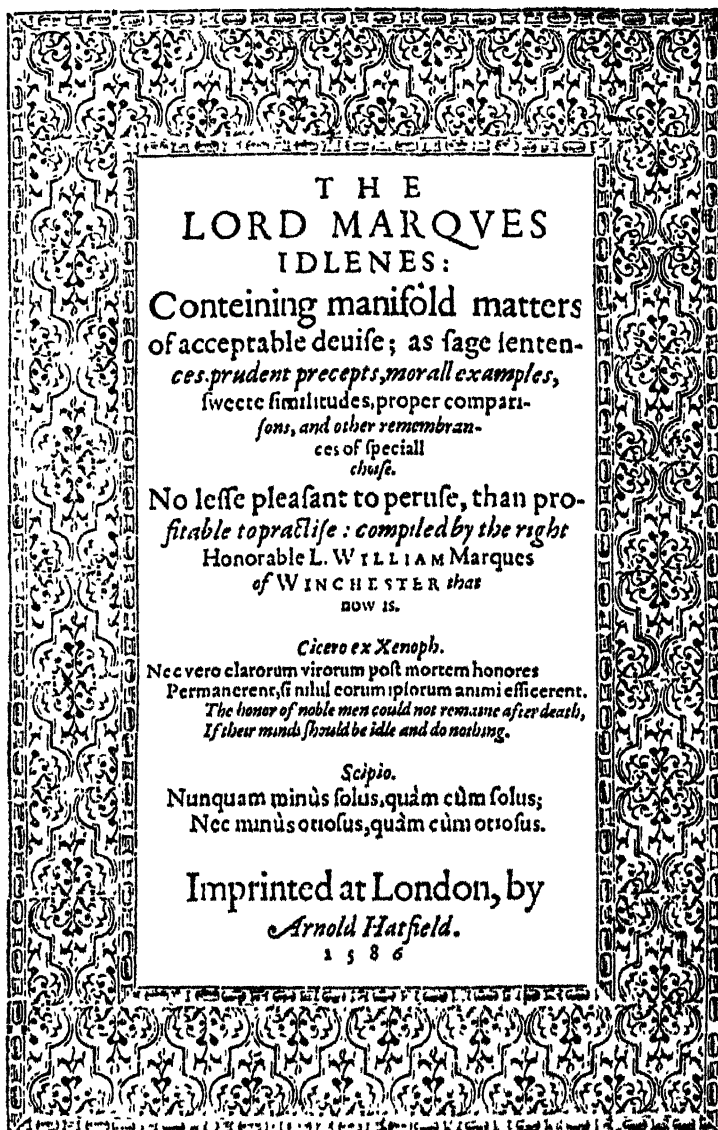 THE
LORD MARQVES
IDLENES:
Conteining manifold matters
of acceptable deuiſe; as ſage ſenten-
ces, prudent precepts, morall examples,
ſweete ſimilitudes, proper compari-
ſons, and other remembran-
ces of ſpeciall
choiſe.
No leſſe pleaſant to peruſe, than pro-
fitable to practiſe: compiled by the right
Honorable L. WILLIAM Marques
of WINCHESTER that
now is.
Cicero ex Xenoph.
Nec vero clarorum virorum poſt mortem honores
Permanerent, ſi nihil eorum ipſorum animi efficerent.
The honor of noble men could not remaine after death,
If their minds ſhould be idle and do nothing.
Scipio.
Nunquam minùs ſolus, quàm cùm ſolus;
Nec minùs otioſus, quàm cùm otioſus.
Imprinted at London, by
Arnold Hatfield.
1586